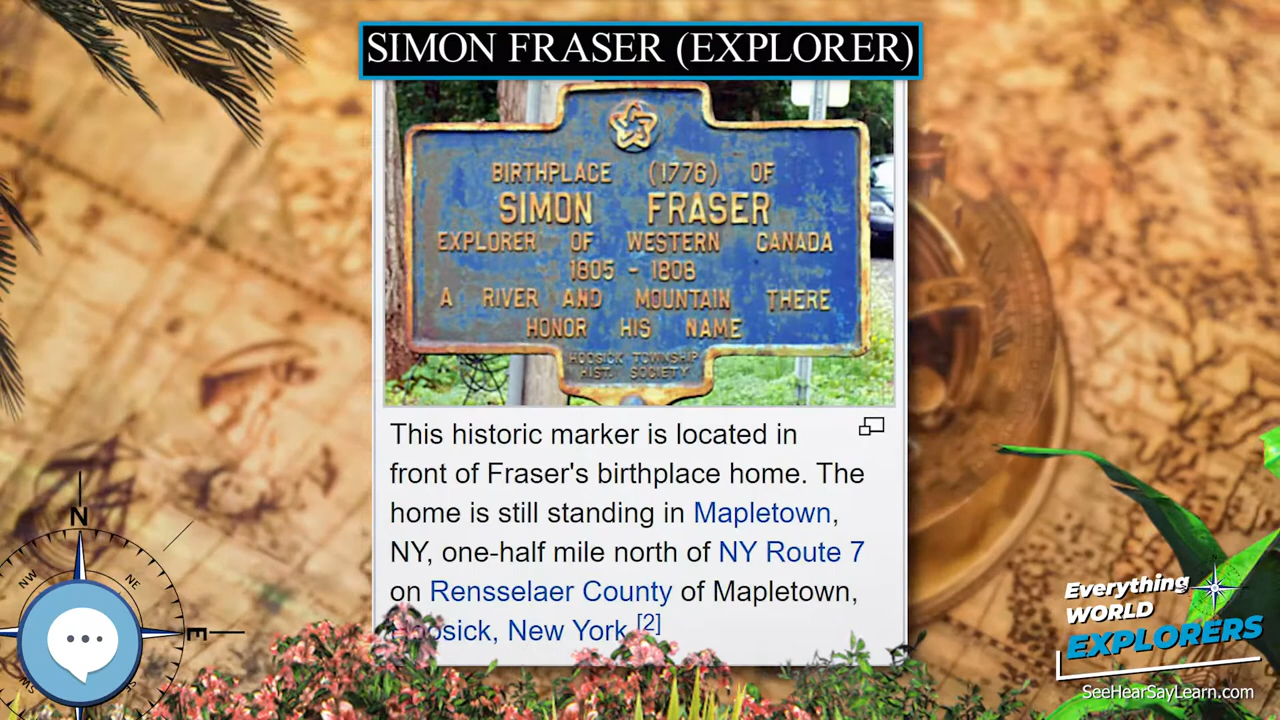 SIMON FRASER (EXPLORER)
BIRTHPLACE (1776) OF
SIMON FRASER
EXPLORER OF WESTERN CANADA
1805 - 1808
A RIVER AND MOUNTAIN THERE
HONOR HIS NAME
HOOSICK TOWNSHIP
HIST. SOCIETY
This historic marker is located in
front of Fraser's birthplace home. The
home is still standing in Mapletown,
NY, one-half mile north of NY Route 7
on Rensselaer County of Mapletown,
Hoosick, New York.[2]
N
NW
NE
E
SW
Everything
WORLD
EXPLORERS
SeeHearSayLearn.com